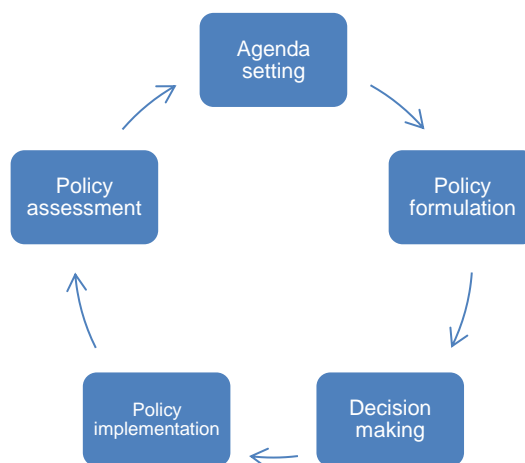 Agenda
setting
Policy
formulation
Decision
making
Policy
implementation
Policy
assessment